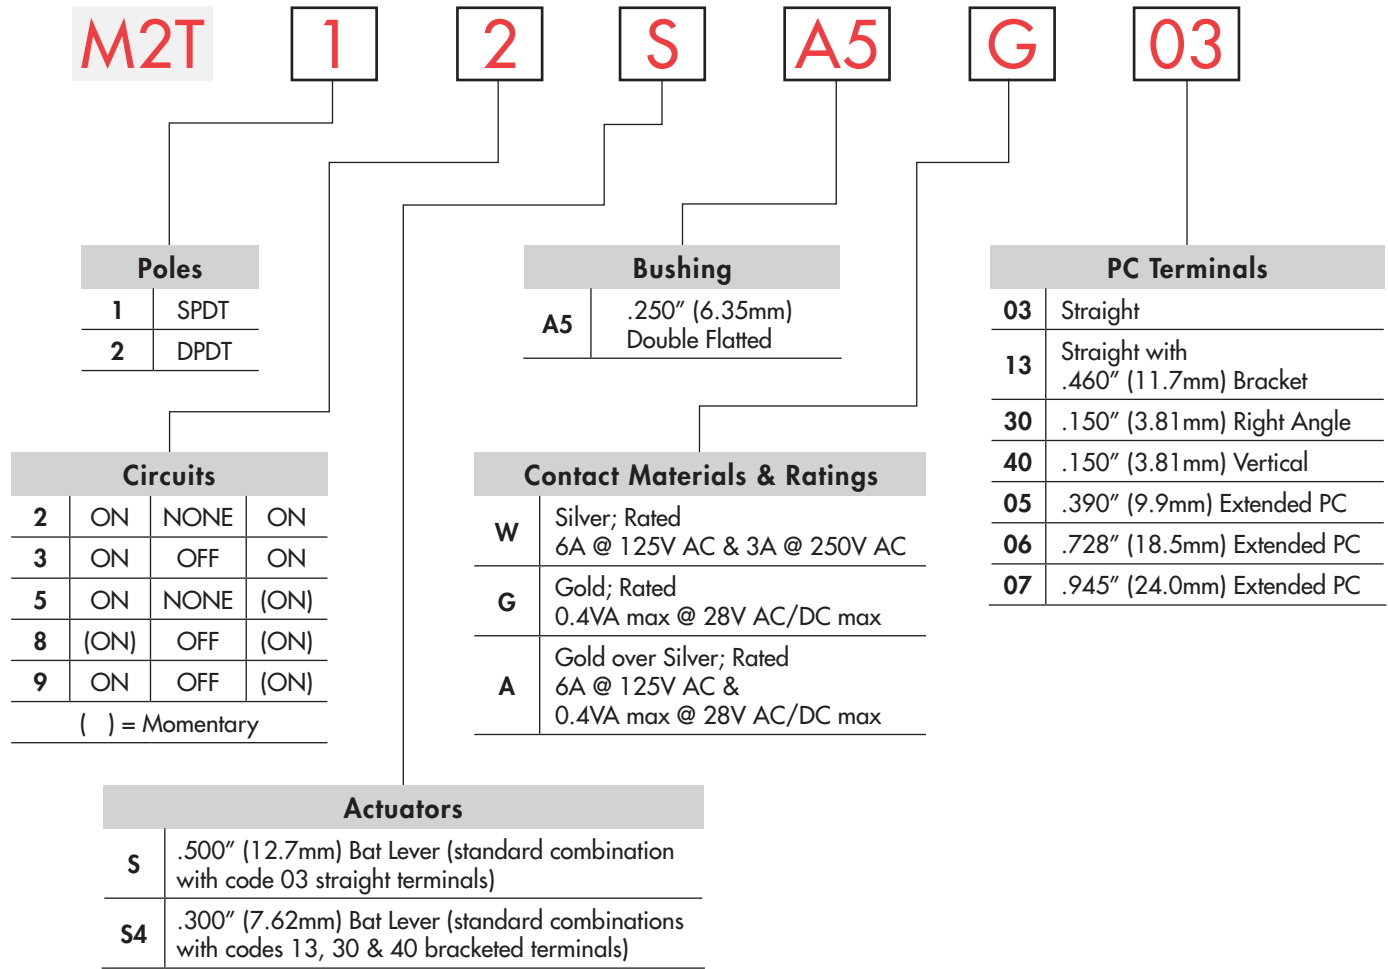 M2T 1 2 S A5 G 03
Poles
1 SPDT
2 DPDT
Circuits
2 ON NONE ON
3 ON OFF ON
5 ON NONE (ON)
8 (ON) OFF (ON)
9 ON OFF (ON)
( ) = Momentary
Actuators
S .500″ (12.7mm) Bat Lever (standard combination
with code 03 straight terminals)
S4 .300″ (7.62mm) Bat Lever (standard combinations
with codes 13, 30 & 40 bracketed terminals)
Bushing
A5 .250″ (6.35mm)
Double Flatted
Contact Materials & Ratings
W Silver; Rated
6A @ 125V AC & 3A @ 250V AC
G Gold; Rated
0.4VA max @ 28V AC/DC max
A Gold over Silver; Rated
6A @ 125V AC &
0.4VA max @ 28V AC/DC max
PC Terminals
03 Straight
13 Straight with
.460″ (11.7mm) Bracket
30 .150″ (3.81mm) Right Angle
40 .150″ (3.81mm) Vertical
05 .390″ (9.9mm) Extended PC
06 .728″ (18.5mm) Extended PC
07 .945″ (24.0mm) Extended PC